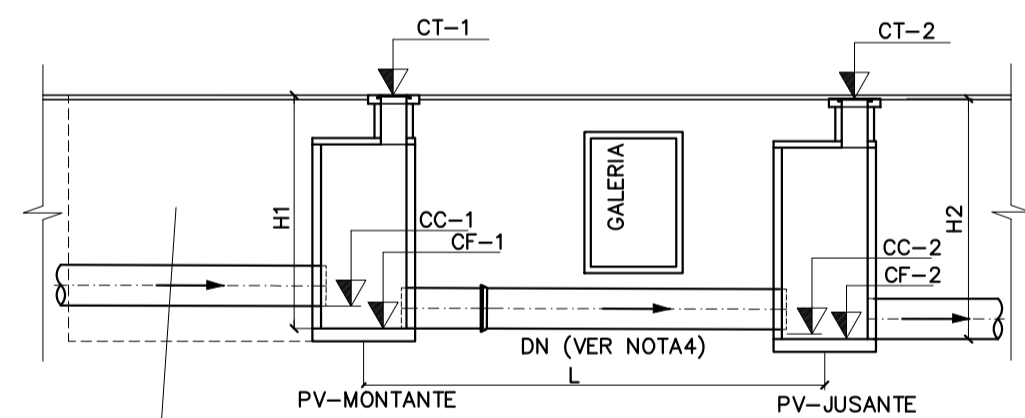 CT-1
CT-2
GALERIA
H1
H2
CC-1
CF-1
CC-2
CF-2
DN (VER NOTA4)
L
PV-MONTANTE
PV-JUSANTE